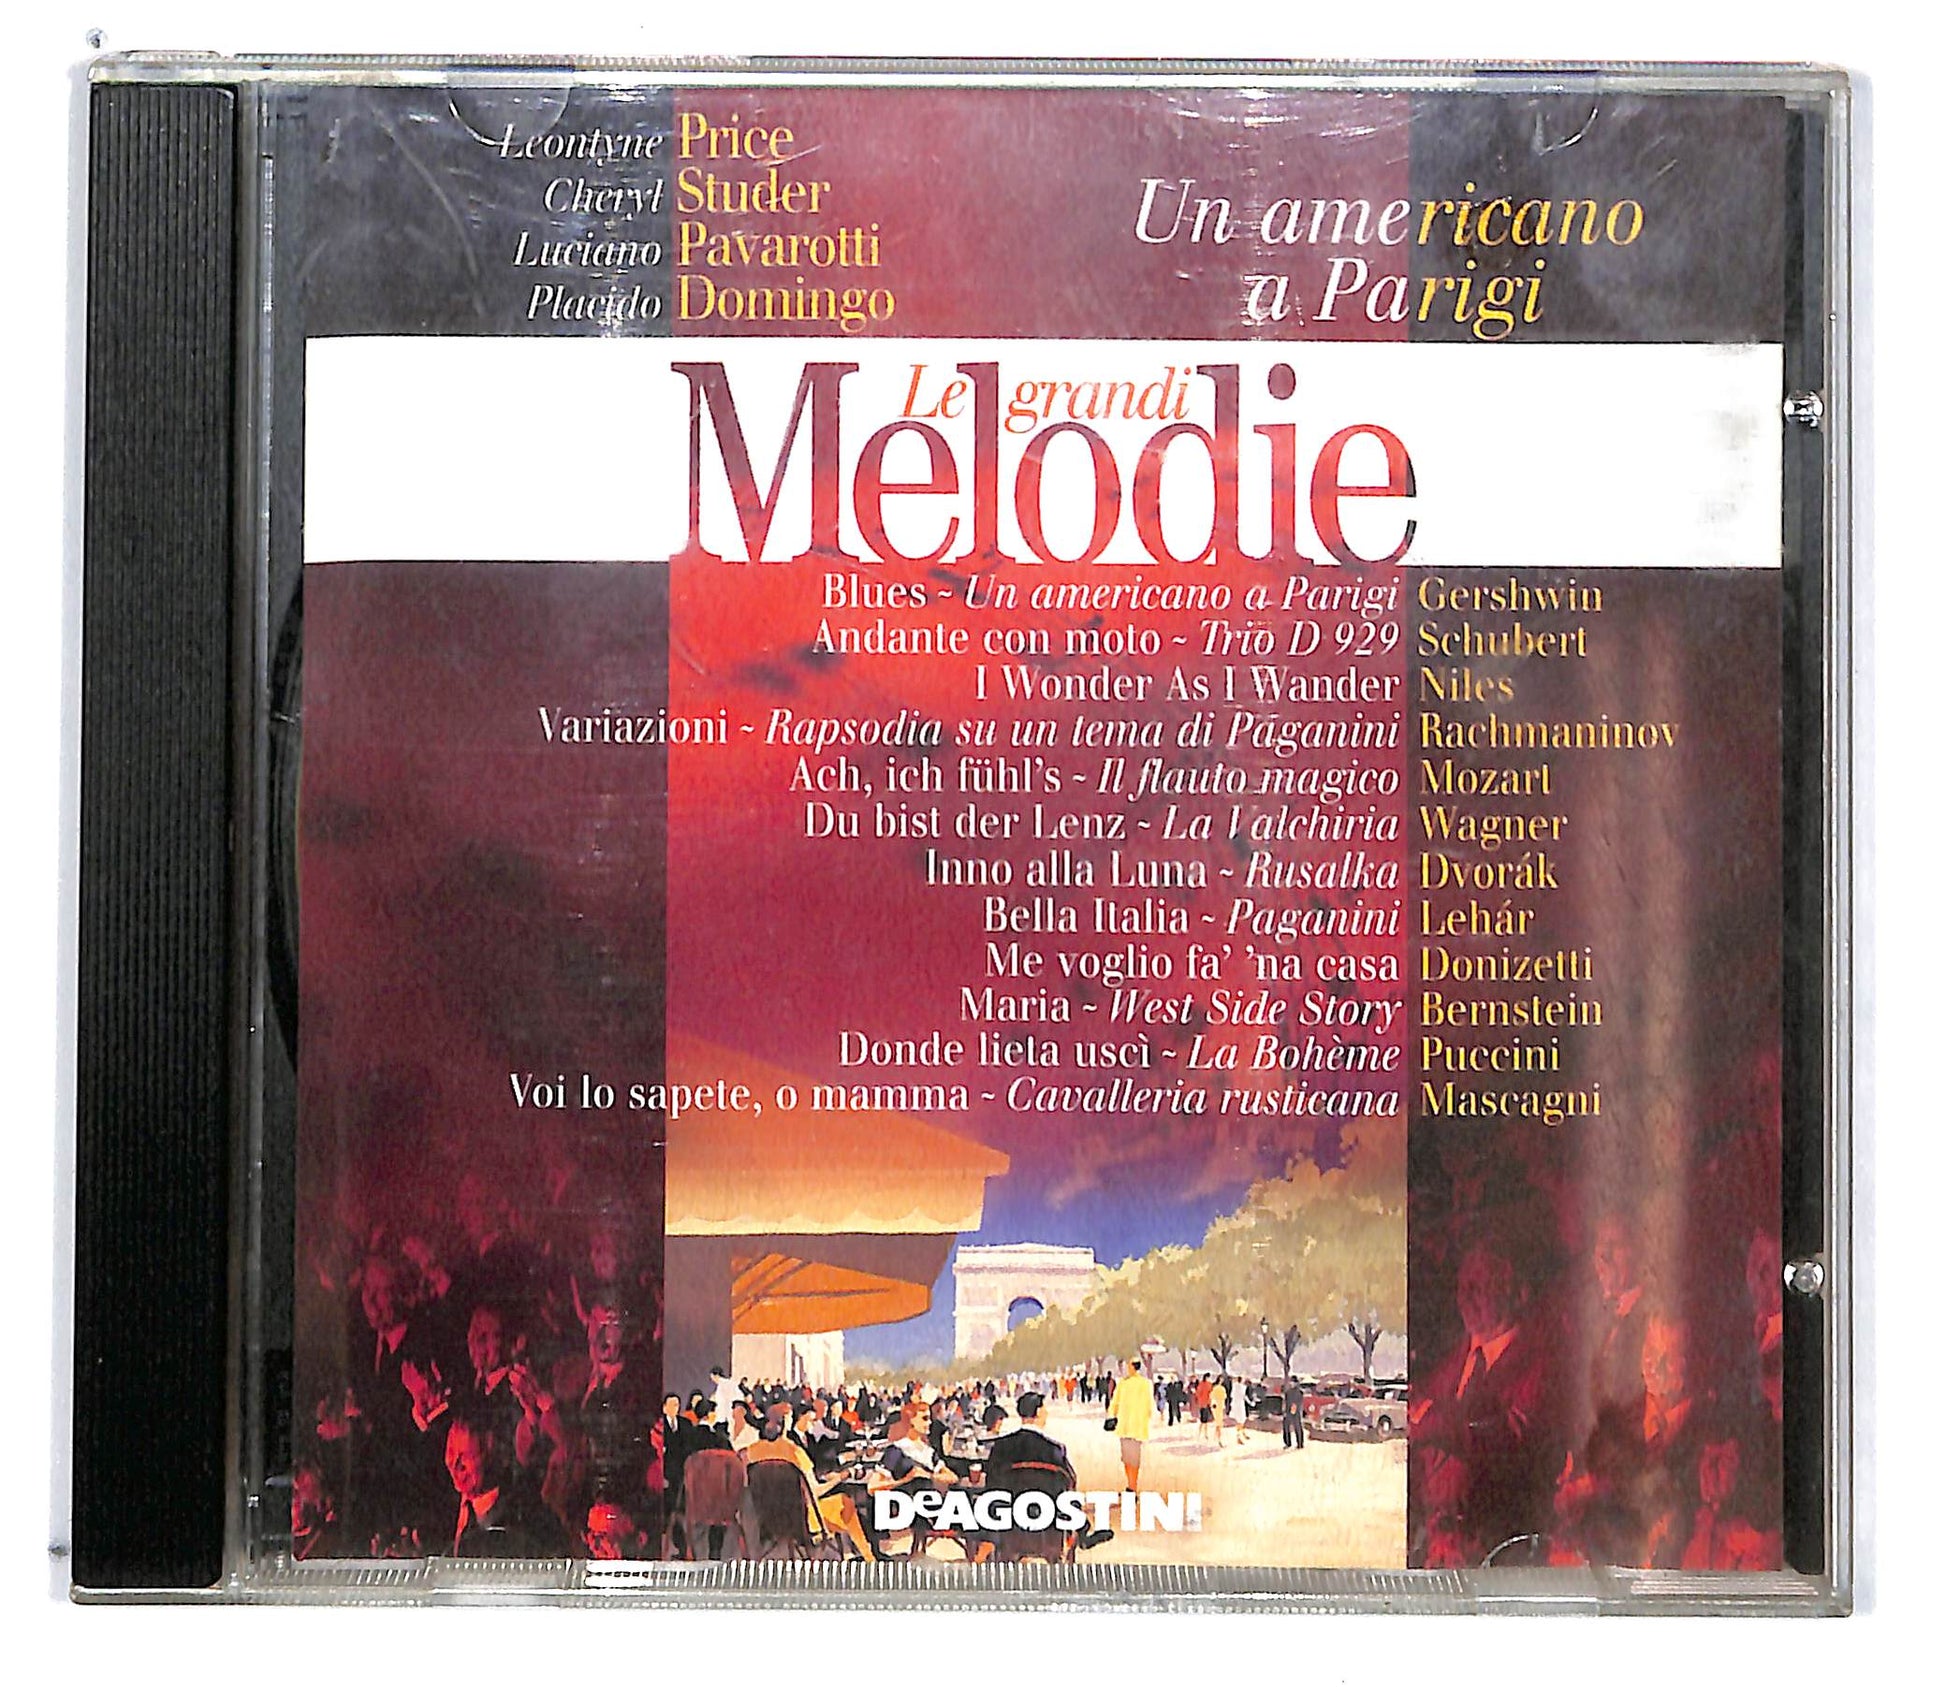 Leontyne Price
Cheryl Studer
Luciano Pavarotti
Placido Domingo
Un americano
a Parigi
Le grandi
Melodie
Blues ~ Un americano a Parigi Gershwin
Andante con moto ~ Trio D 929 Schubert
I Wonder As I Wander Niles
Variazioni ~ Rapsodia su un tema di Paganini Rachmaninov
Ach, ich fühl's ~ Il flauto magico Mozart
Du bist der Lenz ~ La Valchiria Wagner
Inno alla Luna ~ Rusalka Dvorák
Bella Italia ~ Paganini Lehár
Me voglio fa' 'na casa Donizetti
Maria ~ West Side Story Bernstein
Donde lieta uscì ~ La Bohème Puccini
Voi lo sapete, o mamma ~ Cavalleria rusticana Mascagni
DeAGOSTINI